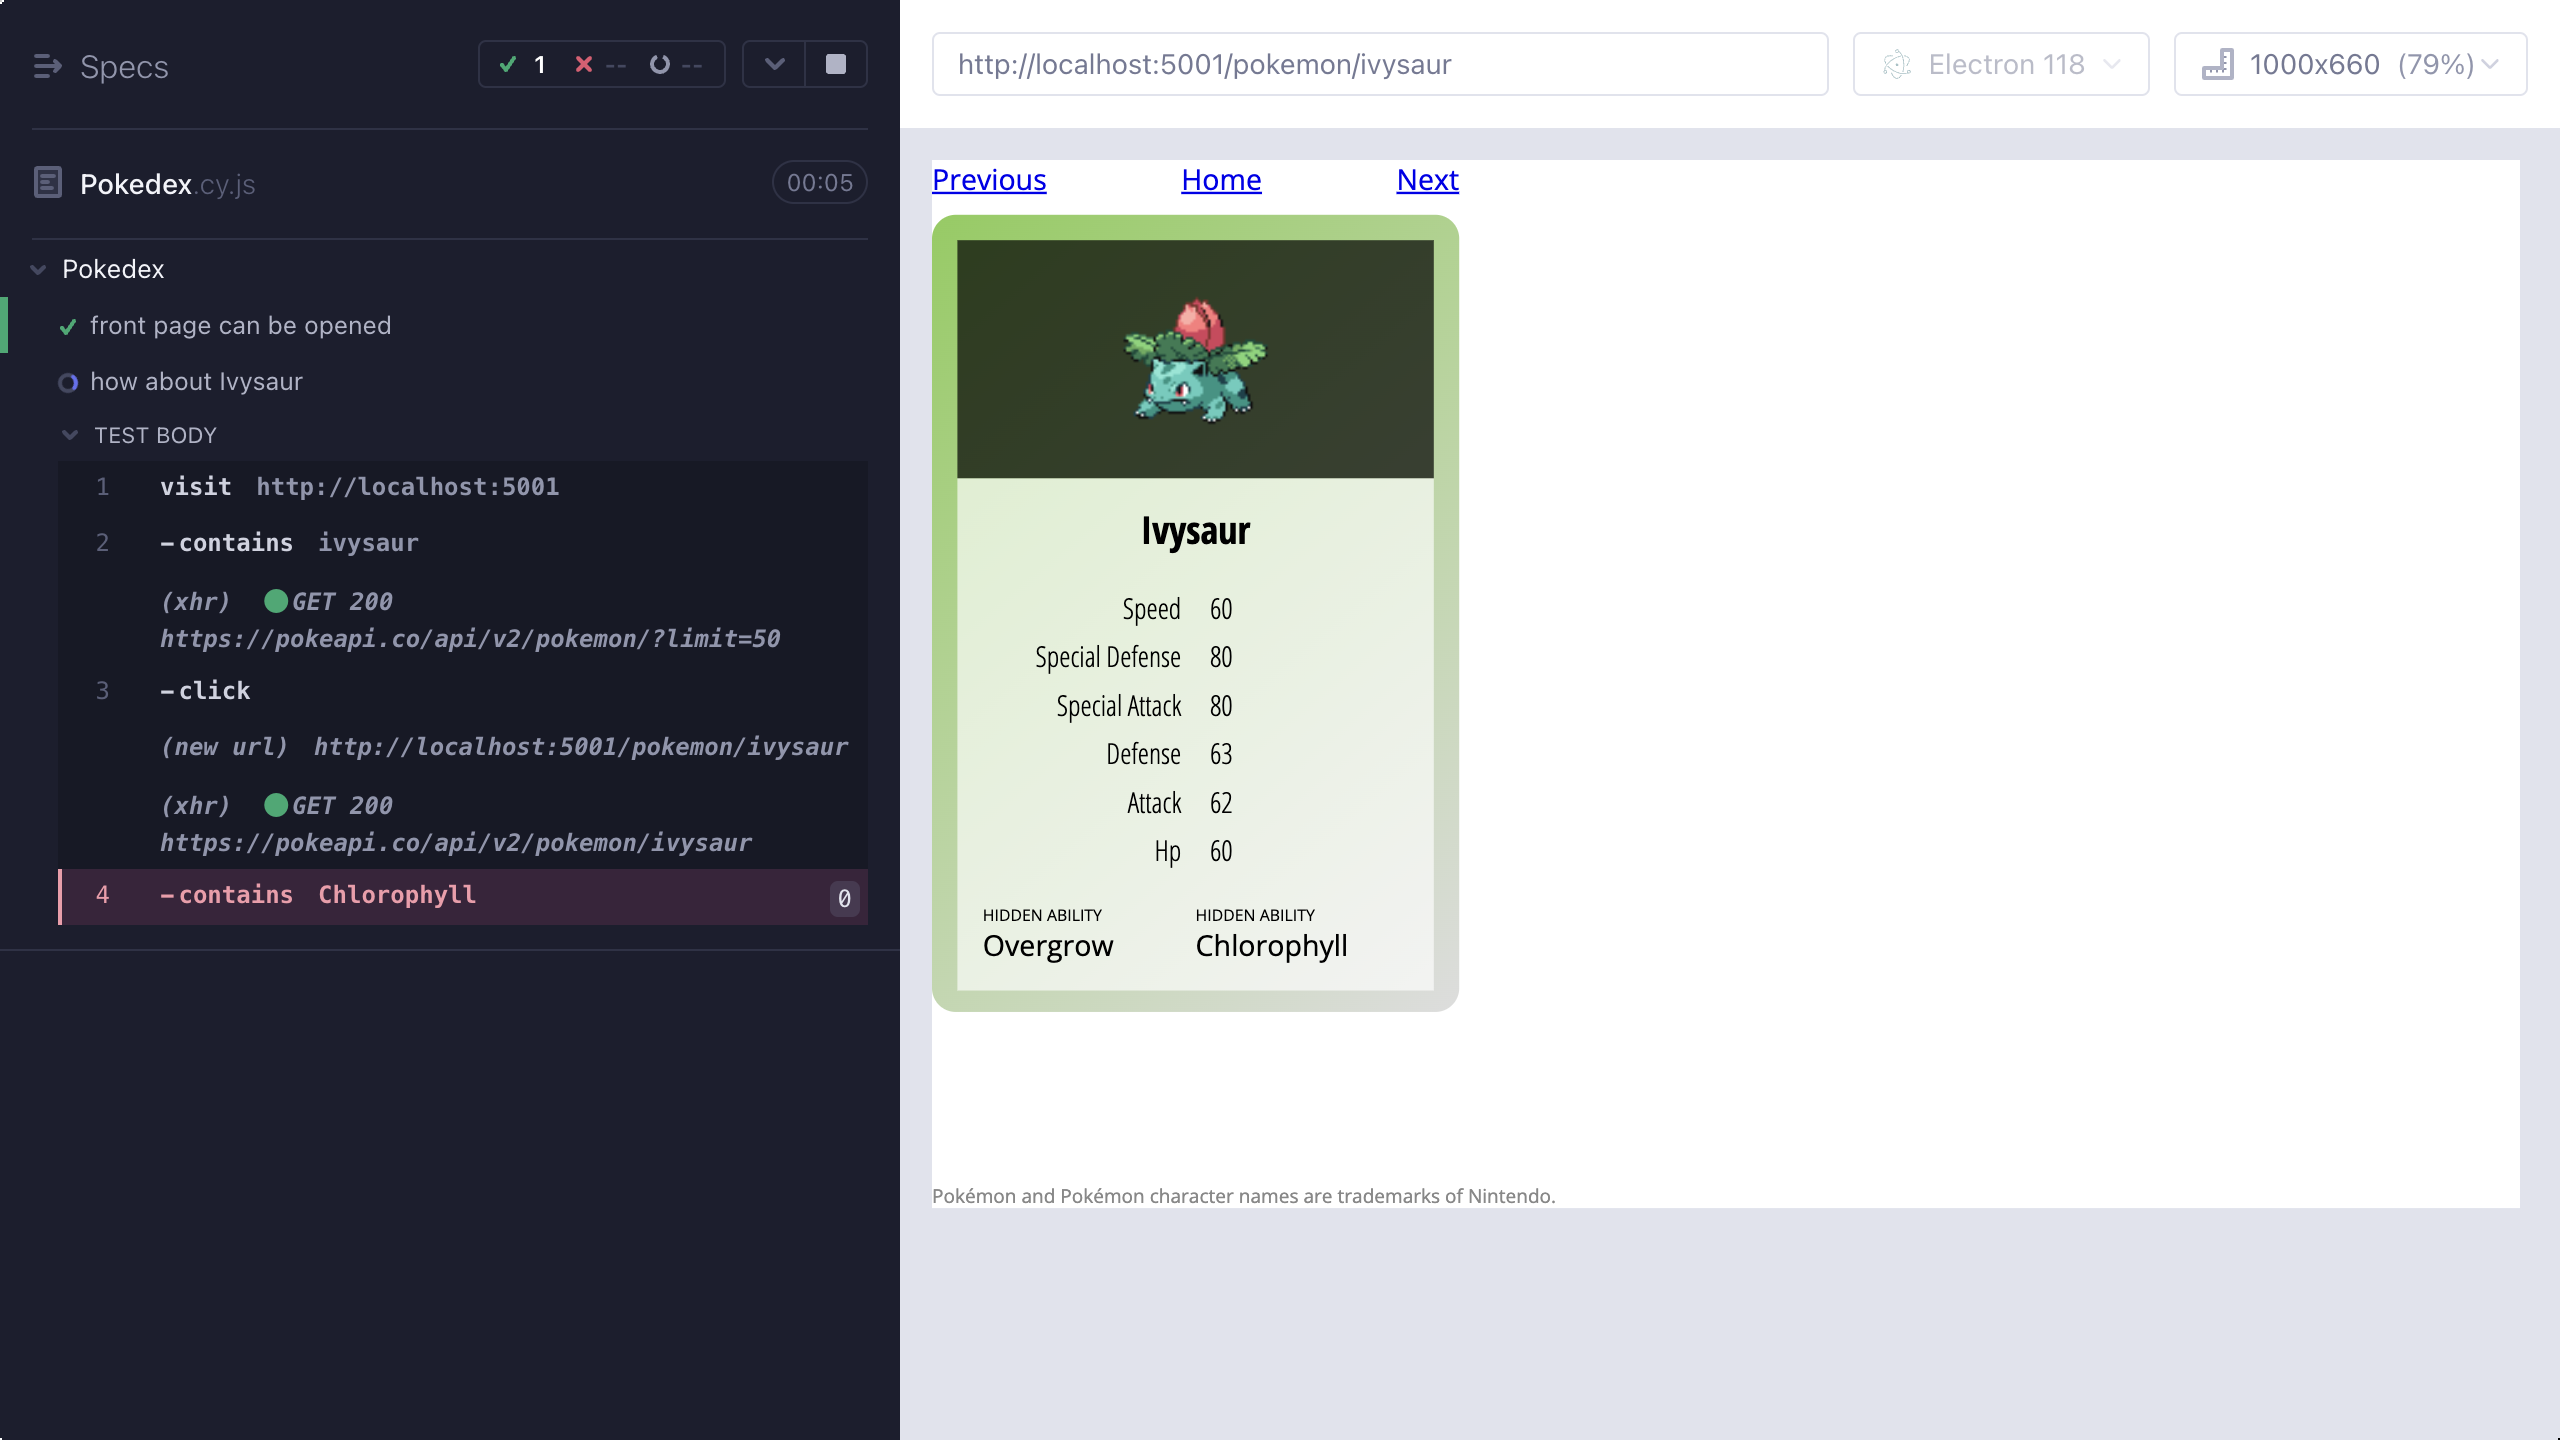 Specs
1 -- --
Pokedex.cy.js 00:05
Pokedex
front page can be opened
how about Ivysaur
TEST BODY
1 visit http://localhost:5001
2 -contains ivysaur
(xhr) GET 200
https://pokeapi.co/api/v2/pokemon/?limit=50
3 -click
(new url) http://localhost:5001/pokemon/ivysaur
(xhr) GET 200
https://pokeapi.co/api/v2/pokemon/ivysaur
4 -contains Chlorophyll 0
http://localhost:5001/pokemon/ivysaur
Electron 118
1000x660 (79%)
Previous Home Next
Ivysaur
Speed 60
Special Defense 80
Special Attack 80
Defense 63
Attack 62
Hp 60
HIDDEN ABILITY HIDDEN ABILITY
Overgrow Chlorophyll
Pokémon and Pokémon character names are trademarks of Nintendo.